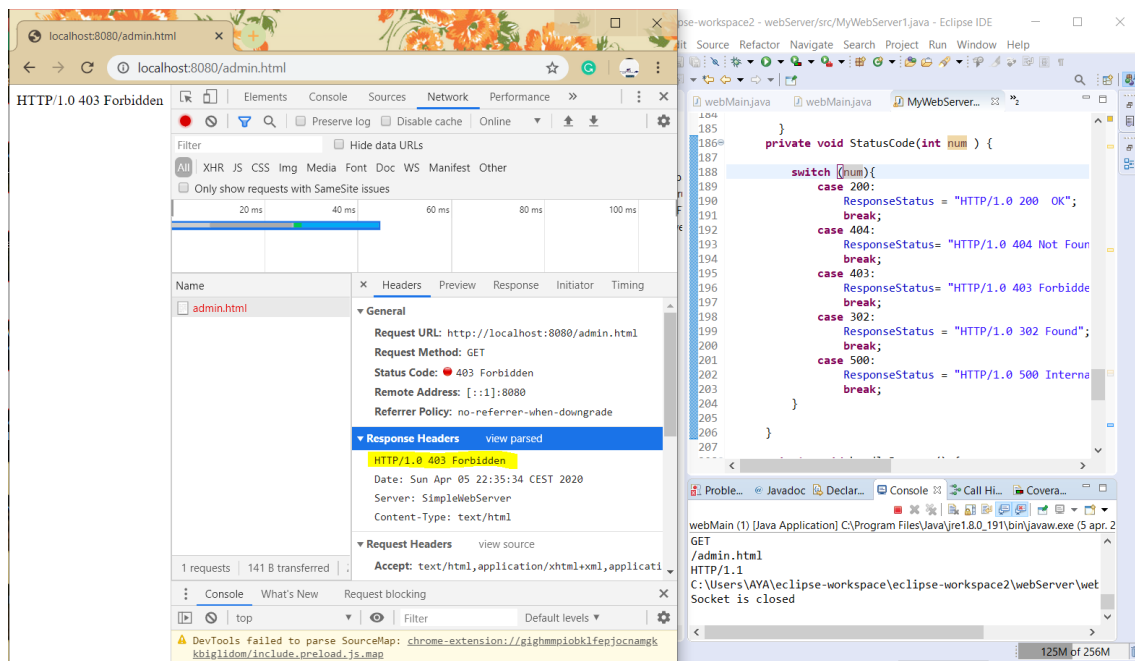 localhost:8080/admin.html
localhost:8080/admin.html
HTTP/1.0 403 Forbidden
Elements Console Sources Network Performance »
Preserve log Disable cache Online
Filter Hide data URLs
All XHR JS CSS Img Media Font Doc WS Manifest Other
Only show requests with SameSite issues
20 ms 40 ms 60 ms 80 ms 100 ms
Name
admin.html
× Headers Preview Response Initiator Timing
General
Request URL: http://localhost:8080/admin.html
Request Method: GET
Status Code: 403 Forbidden
Remote Address: [::1]:8080
Referrer Policy: no-referrer-when-downgrade
Response Headers view parsed
HTTP/1.0 403 Forbidden
Date: Sun Apr 05 22:35:34 CEST 2020
Server: SimpleWebServer
Content-Type: text/html
Request Headers view source
Accept: text/html,application/xhtml+xml,applicati
1 requests 141 B transferred
Console What's New Request blocking
top Filter Default levels ▼
DevTools failed to parse SourceMap: chrome-extension://gighmmpiobklfepjocnamgk
kbiglidom/include.preload.js.map
pse-workspace2 - webServer/src/MyWebServer1.java - Eclipse IDE
dit Source Refactor Navigate Search Project Run Window Help
webMain.java webMain.java MyWebServer... »2
184
185 }
186 private void StatusCode(int num ) {
187
188 switch (num){
189 case 200:
190 ResponseStatus = "HTTP/1.0 200  OK";
191 break;
192 case 404:
193 ResponseStatus= "HTTP/1.0 404 Not Foun
194 break;
195 case 403:
196 ResponseStatus= "HTTP/1.0 403 Forbidde
197 break;
198 case 302:
199 ResponseStatus = "HTTP/1.0 302 Found";
200 break;
201 case 500:
202 ResponseStatus = "HTTP/1.0 500 Interna
203 break;
204 }
205
206 }
207
Proble... Javadoc Declar... Console Call Hi... Covera...
webMain (1) [Java Application] C:\Program Files\Java\jre1.8.0_191\bin\javaw.exe (5 apr. 2
GET
/admin.html
HTTP/1.1
C:\Users\AYA\eclipse-workspace\eclipse-workspace2\webServer\web
Socket is closed
125M of 256M